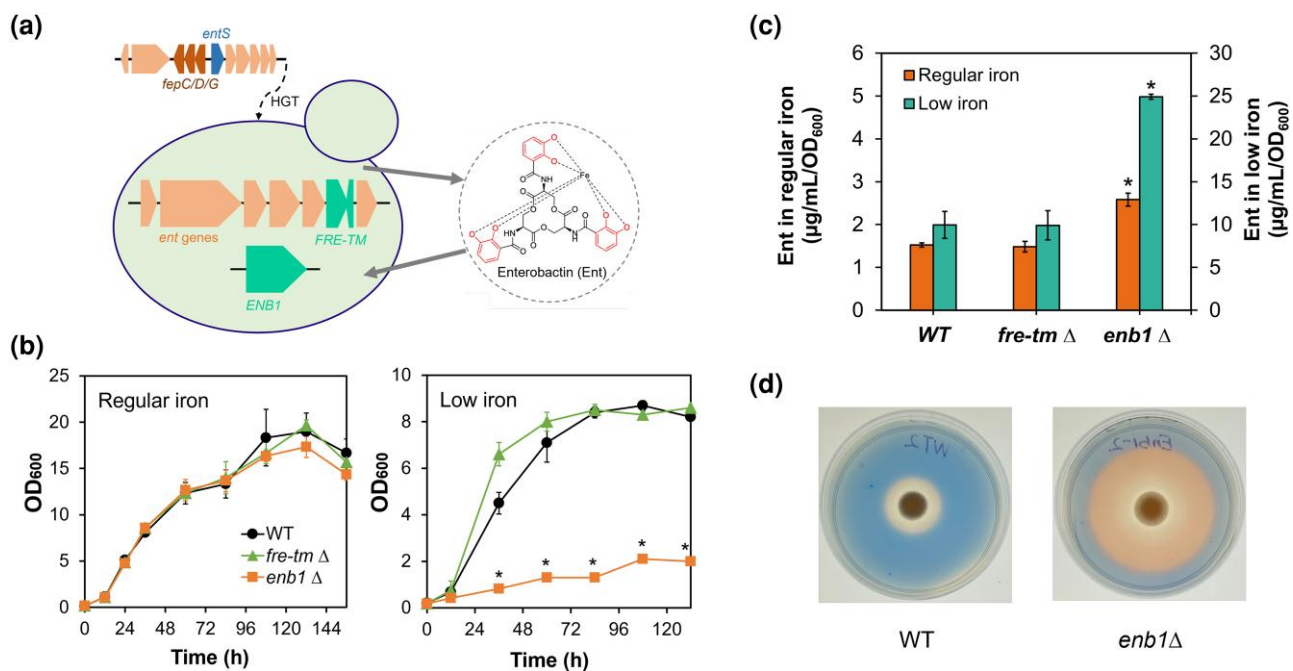 (a)
entS
fepC/D/G
HGT
ent genes
FRE-TM
ENB1
O
O
O
NH
Fe
O
O
O
O
O
O
O
O
O
N
H
O
H
N
O
O
O
Enterobactin (Ent)
(b)
25
20
15
10
5
0
OD600
Regular iron
WT
fre-tm Δ
enb1 Δ
0 24 48 72 96 120 144
Time (h)
10
8
6
4
2
0
OD600
Low iron
* * * * *
0 24 48 72 96 120
Time (h)
(c)
Ent in regular iron
(µg/mL/OD600)
6
5
4
3
2
1
0
Regular iron
Low iron
*
*
30
25
20
15
10
5
0
Ent in low iron
(µg/mL/OD600)
WT fre-tm Δ enb1 Δ
(d)
WT2
Enb1-2
WT enb1Δ